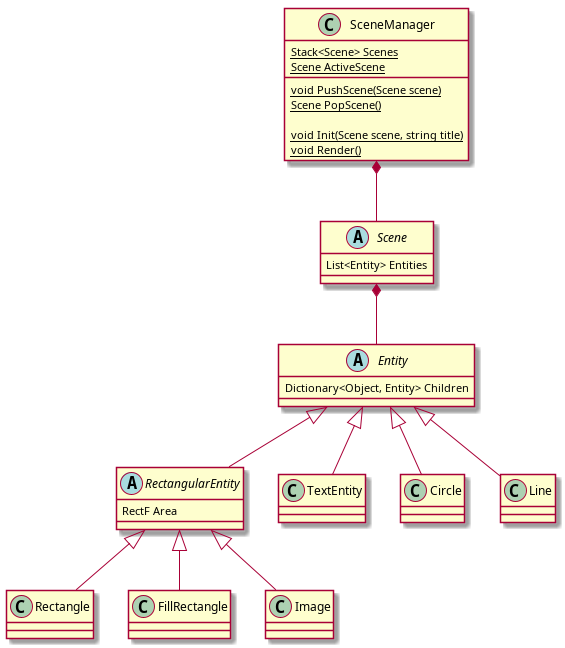 C SceneManager
Stack<Scene> Scenes
Scene ActiveScene
void PushScene(Scene scene)
Scene PopScene()
void Init(Scene scene, string title)
void Render()
A Scene
List<Entity> Entities
A Entity
Dictionary<Object, Entity> Children
A RectangularEntity
RectF Area
C TextEntity
C Circle
C Line
C Rectangle
C FillRectangle
C Image